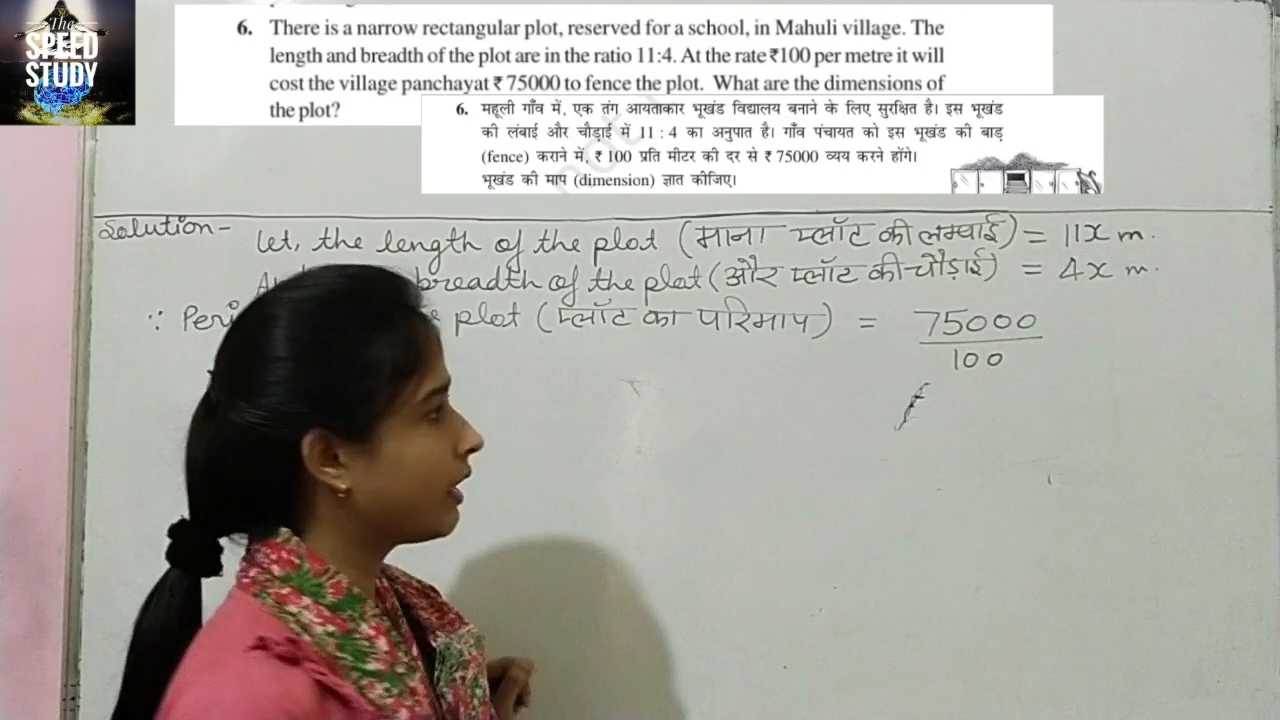 The
SPEED
STUDY
6. There is a narrow rectangular plot, reserved for a school, in Mahuli village. The
length and breadth of the plot are in the ratio 11:4. At the rate ₹100 per metre it will
cost the village panchayat ₹ 75000 to fence the plot. What are the dimensions of
the plot?
6. महूली गाँव में, एक तंग आयताकार भूखंड विद्यालय बनाने के लिए सुरक्षित है। इस भूखंड
की लंबाई और चौड़ाई में 11 : 4 का अनुपात है। गाँव पंचायत को इस भूखंड की बाड़
(fence) कराने में, ₹ 100 प्रति मीटर की दर से ₹ 75000 व्यय करने होंगे।
भूखंड की माप (dimension) ज्ञात कीजिए।
Solution- Let, the length of the plot (माना प्लॉट की लम्बाई) = 11x m.
breadth of the plot (और प्लॉट की चौड़ाई) = 4x m.
∵ plot (प्लॉट का परिमाप) = 75000
100